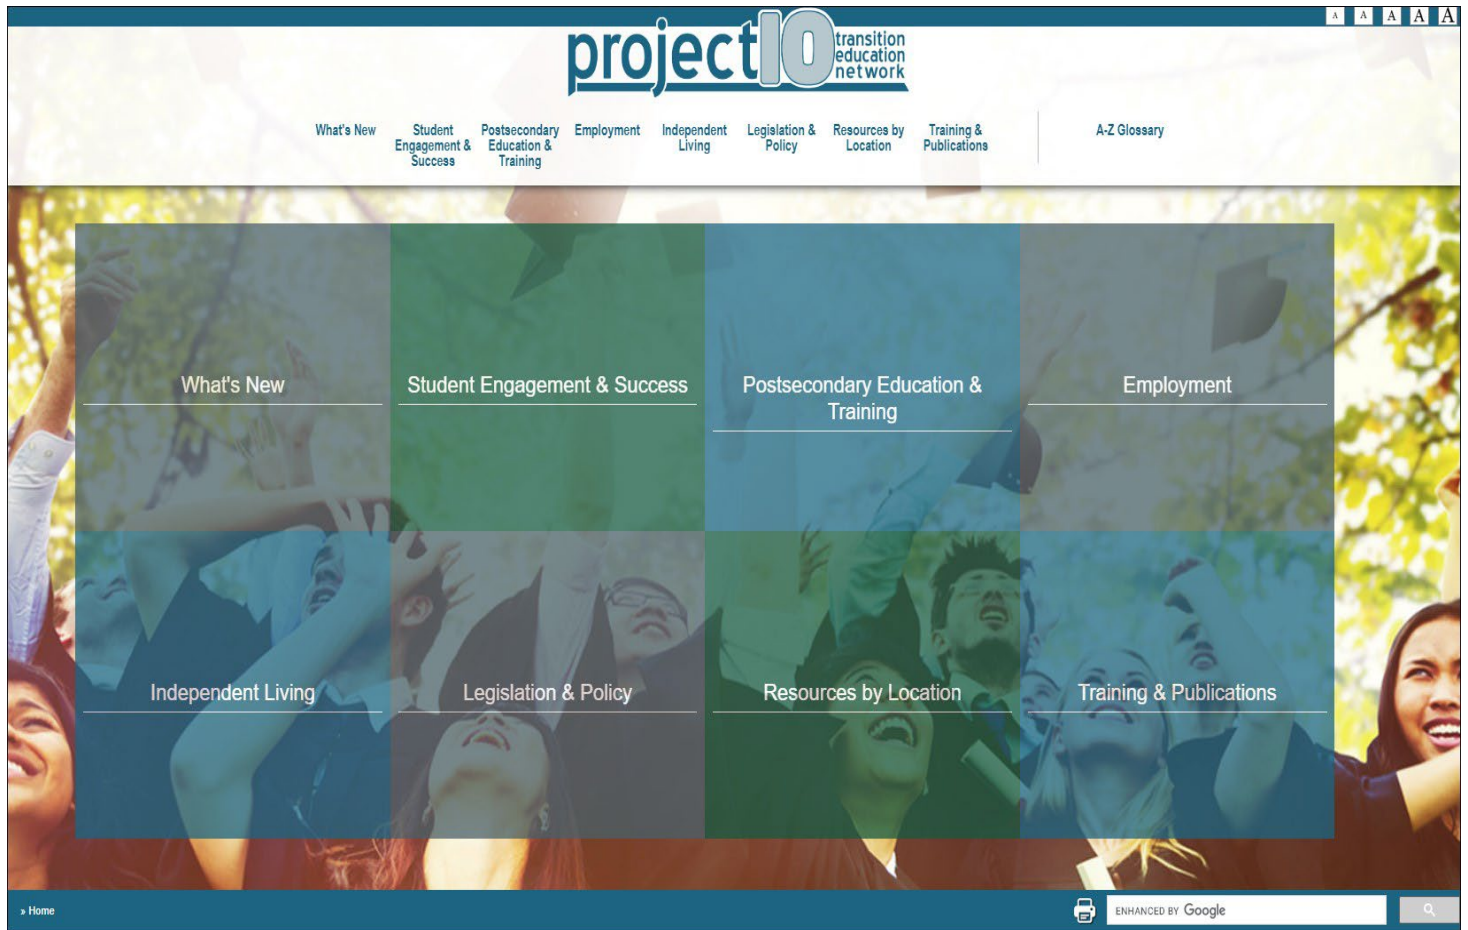 A A A A A
project10 transition
education
network
What's New
Student
Engagement &
Success
Postsecondary
Education &
Training
Employment
Independent
Living
Legislation &
Policy
Resources by
Location
Training &
Publications
A-Z Glossary
What's New
Student Engagement & Success
Postsecondary Education &
Training
Employment
Independent Living
Legislation & Policy
Resources by Location
Training & Publications
» Home
ENHANCED BY Google